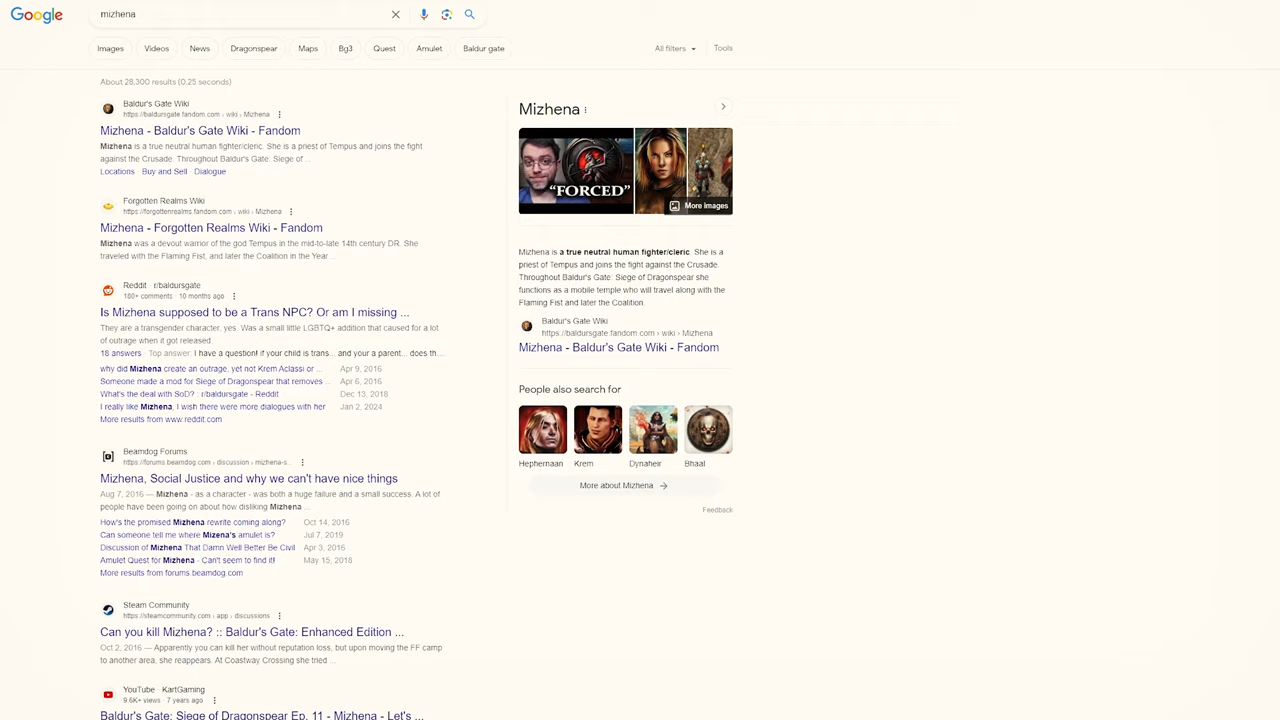 Google
mizhena
Images
Videos
News
Dragonspear
Maps
Bg3
Quest
Amulet
Baldur gate
All filters
Tools
About 28,300 results (0.25 seconds)
Baldur's Gate Wiki
https://baldursgate.fandom.com › wiki › Mizhena
Mizhena - Baldur's Gate Wiki - Fandom
Mizhena is a true neutral human fighter/cleric. She is a priest of Tempus and joins the fight
against the Crusade. Throughout Baldur's Gate: Siege of ...
Locations · Buy and Sell · Dialogue
Forgotten Realms Wiki
https://forgottenrealms.fandom.com › wiki › Mizhena
Mizhena - Forgotten Realms Wiki - Fandom
Mizhena was a devout warrior of the god Tempus in the mid-to-late 14th century DR. She
traveled with the Flaming Fist, and later the Coalition in the Year ...
Reddit · r/baldursgate
180+ comments · 10 months ago
Is Mizhena supposed to be a Trans NPC? Or am I missing ...
They are a transgender character, yes. Was a small little LGBTQ+ addition that caused for a lot
of outrage when it got released.
18 answers · Top answer: I have a question! if your child is trans... and your a parent... does th...
why did Mizhena create an outrage, yet not Krem Aclassi or ... Apr 9, 2016
Someone made a mod for Siege of Dragonspear that removes ... Apr 6, 2016
What's the deal with SoD? : r/baldursgate - Reddit Dec 13, 2018
I really like Mizhena, I wish there were more dialogues with her Jan 2, 2024
More results from www.reddit.com
Beamdog Forums
https://forums.beamdog.com › discussion › mizhena-s...
Mizhena, Social Justice and why we can't have nice things
Aug 7, 2016 — Mizhena - as a character - was both a huge failure and a small success. A lot of
people have been going on about how disliking Mizhena ...
How's the promised Mizhena rewrite coming along? Oct 14, 2016
Can someone tell me where Mizena's amulet is? Jul 7, 2019
Discussion of Mizhena That Damn Well Better Be Civil Apr 3, 2016
Amulet Quest for Mizhena - Can't seem to find it! May 15, 2018
More results from forums.beamdog.com
Steam Community
https://steamcommunity.com › app › discussions
Can you kill Mizhena? :: Baldur's Gate: Enhanced Edition ...
Oct 2, 2016 — Apparently you can kill her without reputation loss, but upon moving the FF camp
to another area, she reappears. At Coastway Crossing she tried ...
YouTube · KartGaming
9.6K+ views · 7 years ago
Baldur's Gate: Siege of Dragonspear Ep. 11 - Mizhena - Let's ...
Mizhena
"FORCED"
More images
Mizhena is a true neutral human fighter/cleric. She is a
priest of Tempus and joins the fight against the Crusade.
Throughout Baldur's Gate: Siege of Dragonspear she
functions as a mobile temple who will travel along with the
Flaming Fist and later the Coalition
Baldur's Gate Wiki
https://baldursgate.fandom.com › wiki › Mizhena
Mizhena - Baldur's Gate Wiki - Fandom
People also search for
Hephernaan
Krem
Dynaheir
Bhaal
More about Mizhena
Feedback